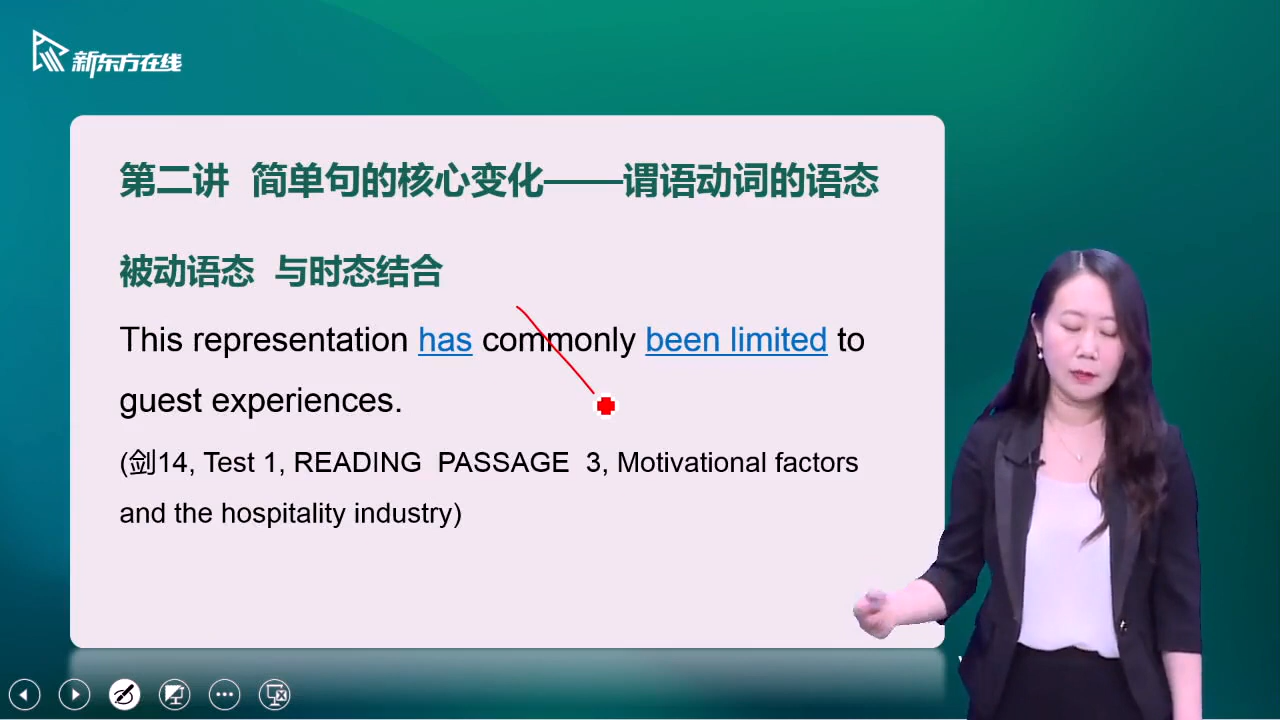 新东方在线
第二讲 简单句的核心变化——谓语动词的语态
被动语态 与时态结合
This representation has commonly been limited to
guest experiences.
(剑14, Test 1, READING PASSAGE 3, Motivational factors
and the hospitality industry)